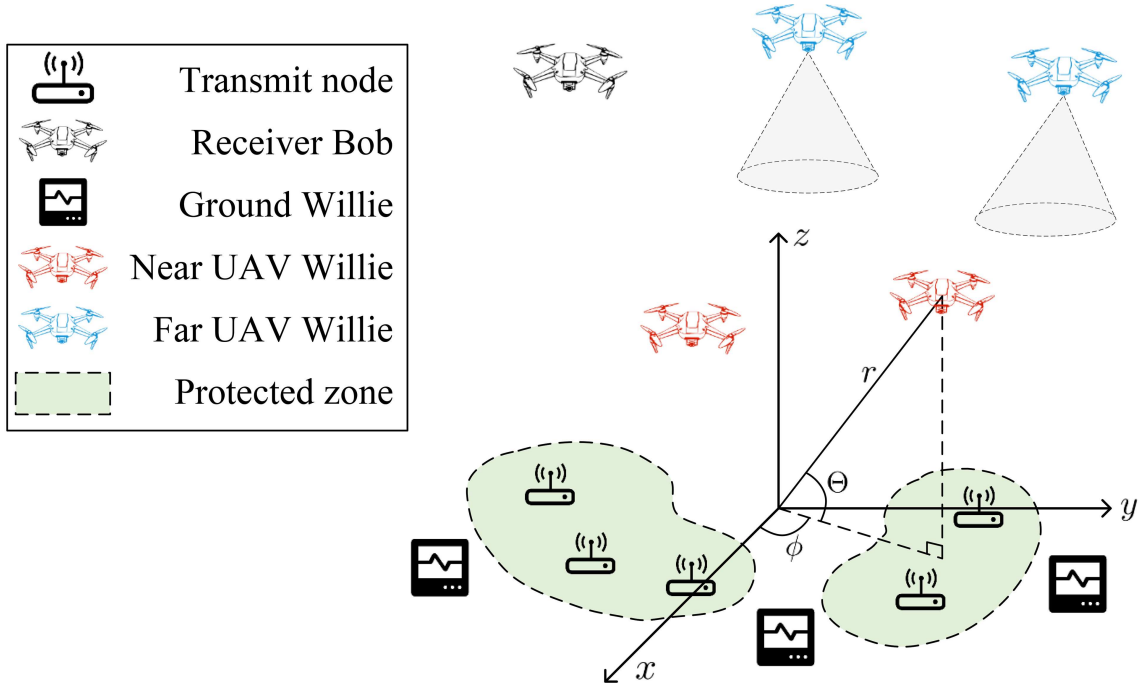 Transmit node
Receiver Bob
Ground Willie
Near UAV Willie
Far UAV Willie
Protected zone
z
r
Θ
y
ϕ
x